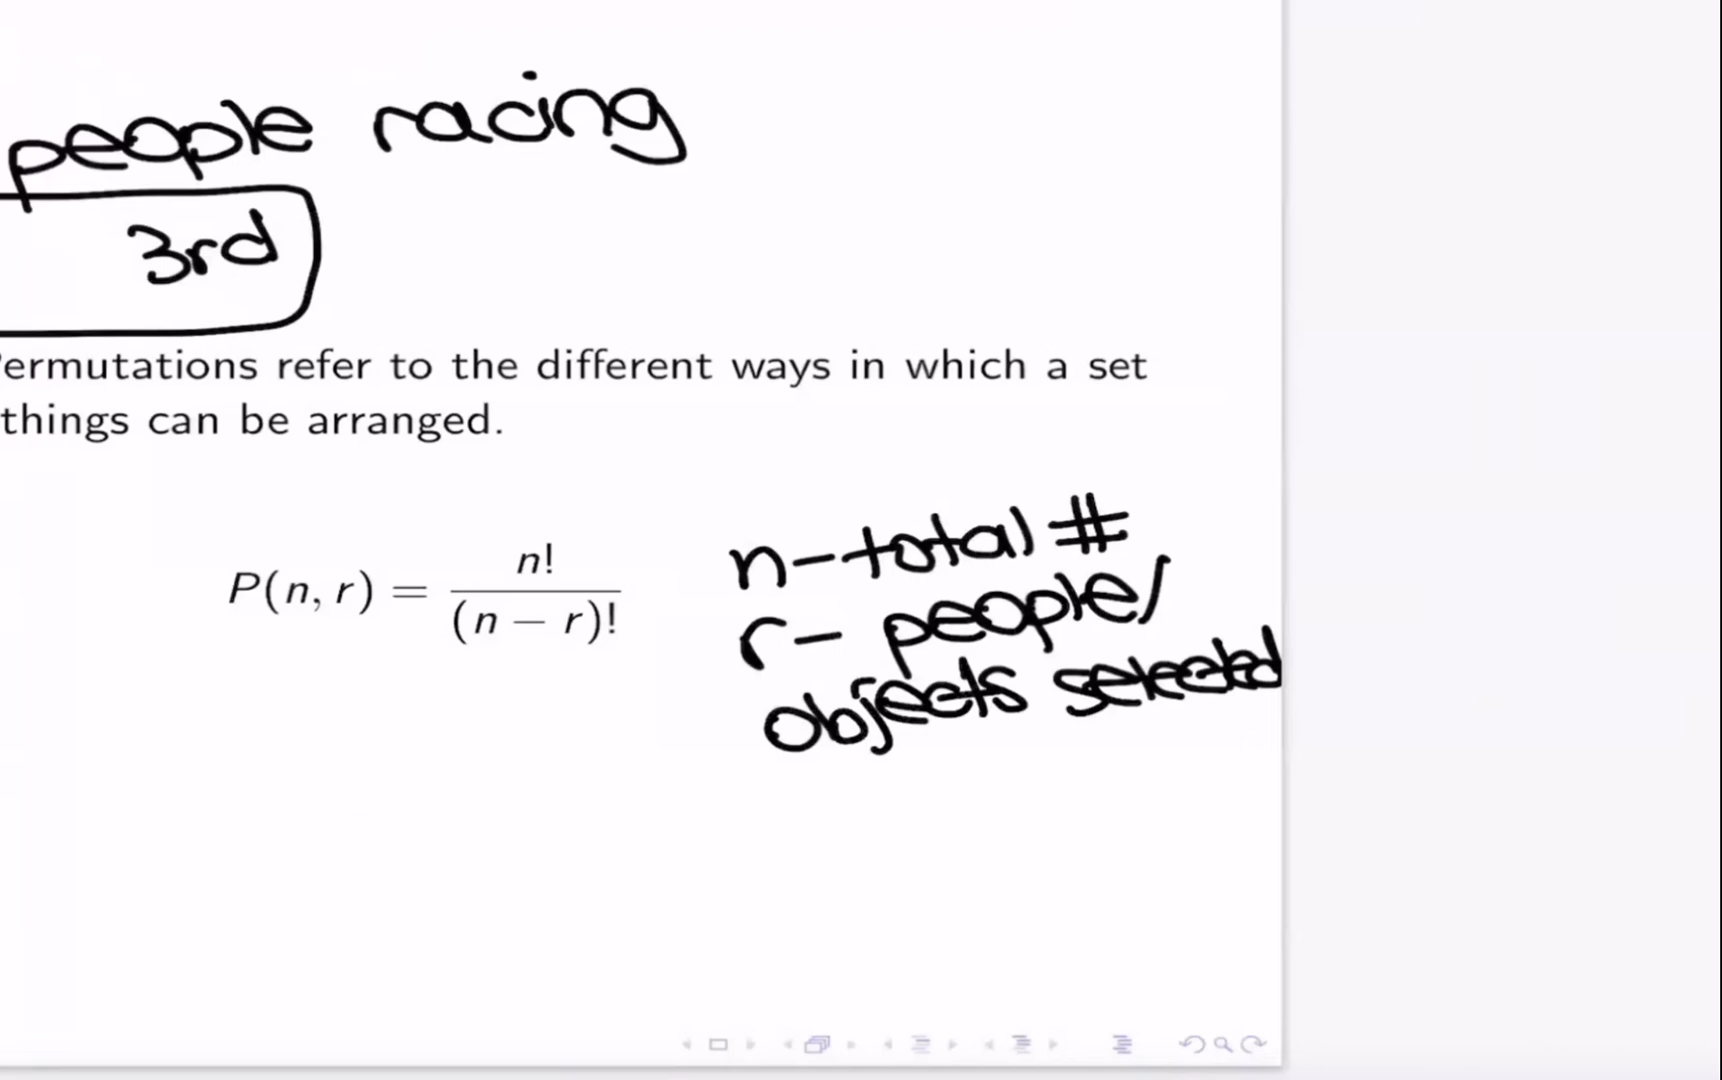 people racing
3rd
ermutations refer to the different ways in which a set
things can be arranged.
P(n, r) = n! / (n − r)!
n-total #
r- people/
objects selected